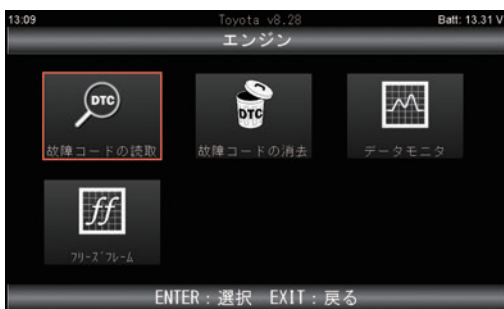 13:09 Toyota v8.28 Batt: 13.31 V
エンジン
DTC DTC
故障コードの読取 故障コードの消去 データモニタ
ff
フリーズフレーム
ENTER：選択 EXIT：戻る